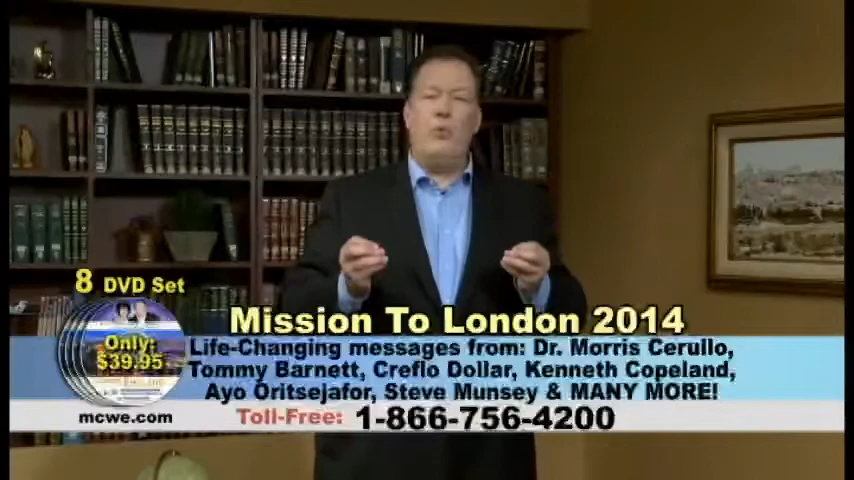 8 DVD Set
Only:
$39.95
Mission To London 2014
Life-Changing messages from: Dr. Morris Cerullo,
Tommy Barnett, Creflo Dollar, Kenneth Copeland,
Ayo Oritsejafor, Steve Munsey & MANY MORE!
mcwe.com
Toll-Free: 1-866-756-4200